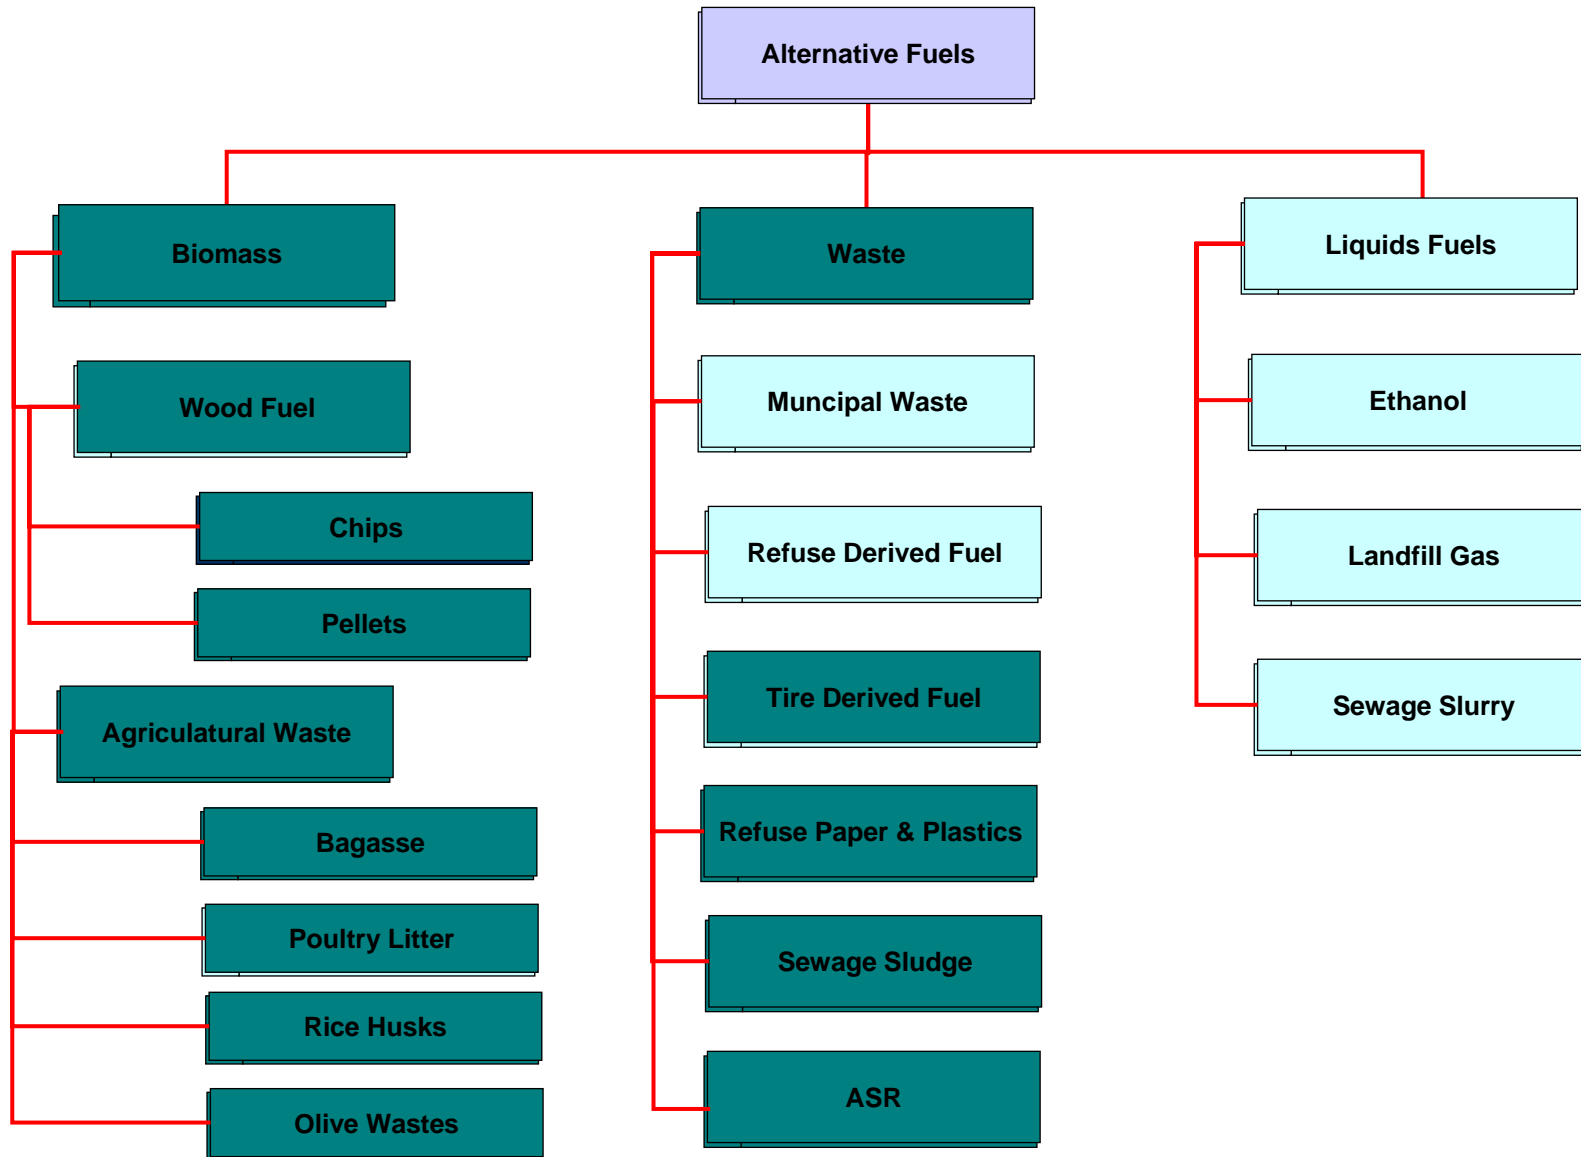 Alternative Fuels
Biomass
Wood Fuel
Chips
Pellets
Agriculatural Waste
Bagasse
Poultry Litter
Rice Husks
Olive Wastes
Waste
Muncipal Waste
Refuse Derived Fuel
Tire Derived Fuel
Refuse Paper & Plastics
Sewage Sludge
ASR
Liquids Fuels
Ethanol
Landfill Gas
Sewage Slurry